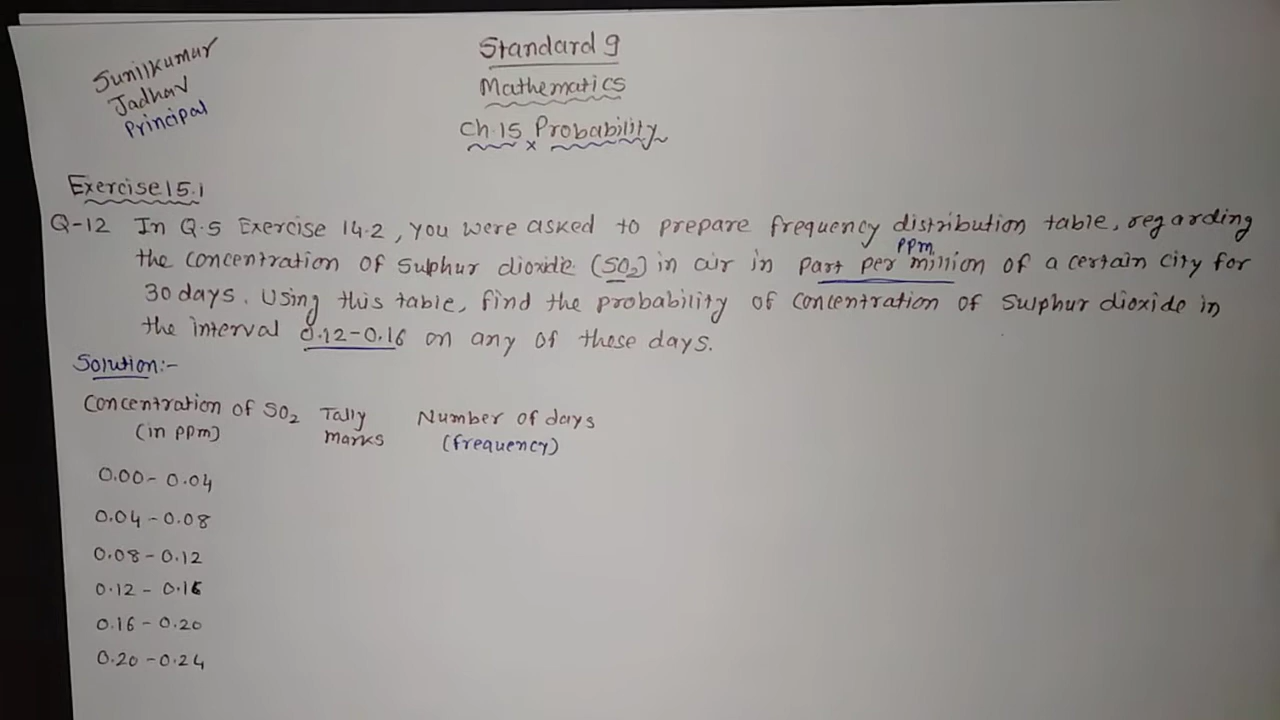 Sunilkumar
Jadhav
Principal
Standard 9
Mathematics
Ch.15 Probability
x
Exercise 15.1
Q-12 In Q.5 Exercise 14.2, you were asked to prepare frequency distribution table, regarding
PPm
the concentration of Sulphur dioxide (SO2) in air in part per million of a certain city for
30 days. Using this table, find the probability of concentration of Sulphur dioxide in
the interval 0.12-0.16 on any of these days.
Solution:-
Concentration of SO2 Tally Number of days
(in PPm) marks (frequency)
0.00- 0.04
0.04 - 0.08
0.08 - 0.12
0.12 - 0.16
0.16 - 0.20
0.20 - 0.24